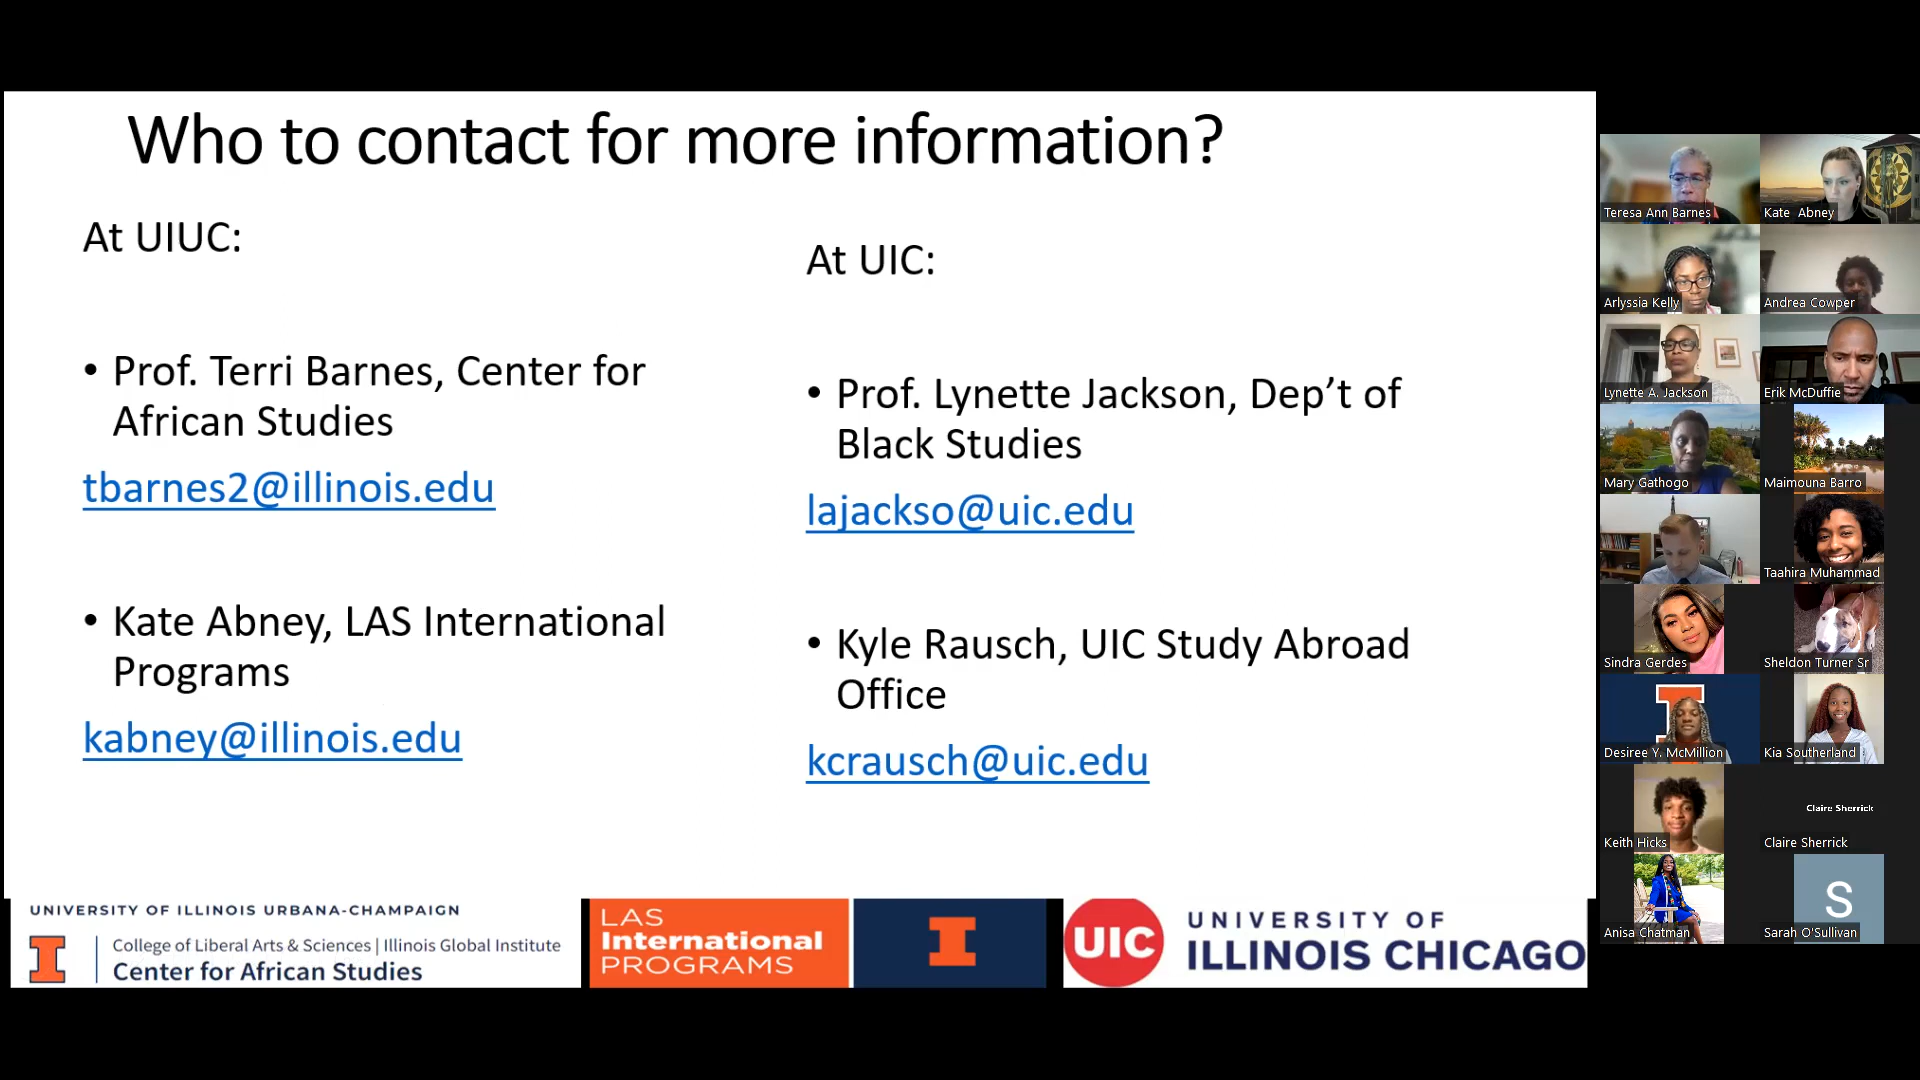 Who to contact for more information?
At UIUC:
• Prof. Terri Barnes, Center for
African Studies
tbarnes2@illinois.edu
• Kate Abney, LAS International
Programs
kabney@illinois.edu
At UIC:
• Prof. Lynette Jackson, Dep’t of
Black Studies
lajackso@uic.edu
• Kyle Rausch, UIC Study Abroad
Office
kcrausch@uic.edu
UNIVERSITY OF ILLINOIS URBANA-CHAMPAIGN
I
College of Liberal Arts & Sciences | Illinois Global Institute
Center for African Studies
LAS
International
PROGRAMS
I
UIC
UNIVERSITY OF
ILLINOIS CHICAGO
Teresa Ann Barnes
Kate Abney
Arlyssia Kelly
Andrea Cowper
Lynette A. Jackson
Erik McDuffie
Mary Gathogo
Maimouna Barro
Taahira Muhammad
Sindra Gerdes
Sheldon Turner Sr
I
Desiree Y. McMillion
Kia Southerland
Keith Hicks
Claire Sherrick
Claire Sherrick
Anisa Chatman
S
Sarah O'Sullivan